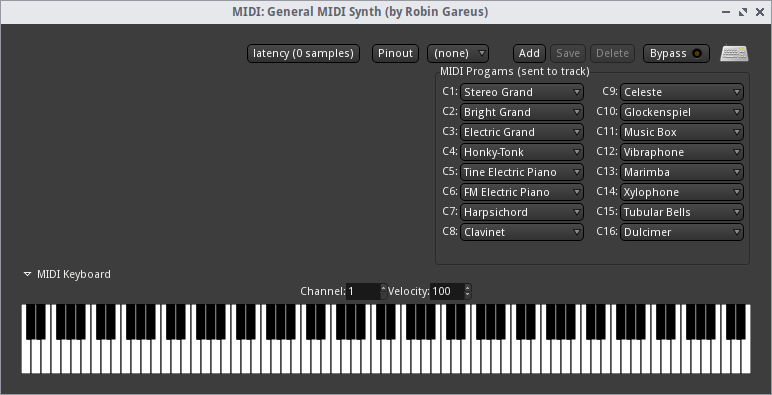 MIDI: General MIDI Synth (by Robin Gareus)
latency (0 samples) Pinout (none) Add Save Delete Bypass
MIDI Progams (sent to track)
C1: Stereo Grand C9: Celeste
C2: Bright Grand C10: Glockenspiel
C3: Electric Grand C11: Music Box
C4: Honky-Tonk C12: Vibraphone
C5: Tine Electric Piano C13: Marimba
C6: FM Electric Piano C14: Xylophone
C7: Harpsichord C15: Tubular Bells
C8: Clavinet C16: Dulcimer
MIDI Keyboard
Channel: 1 Velocity: 100